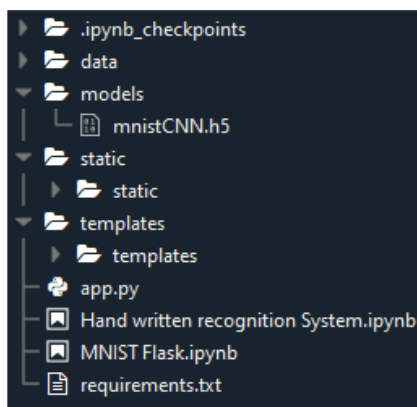 .ipynb_checkpoints
data
models
mnistCNN.h5
static
static
templates
templates
app.py
Hand written recognition System.ipynb
MNIST Flask.ipynb
requirements.txt